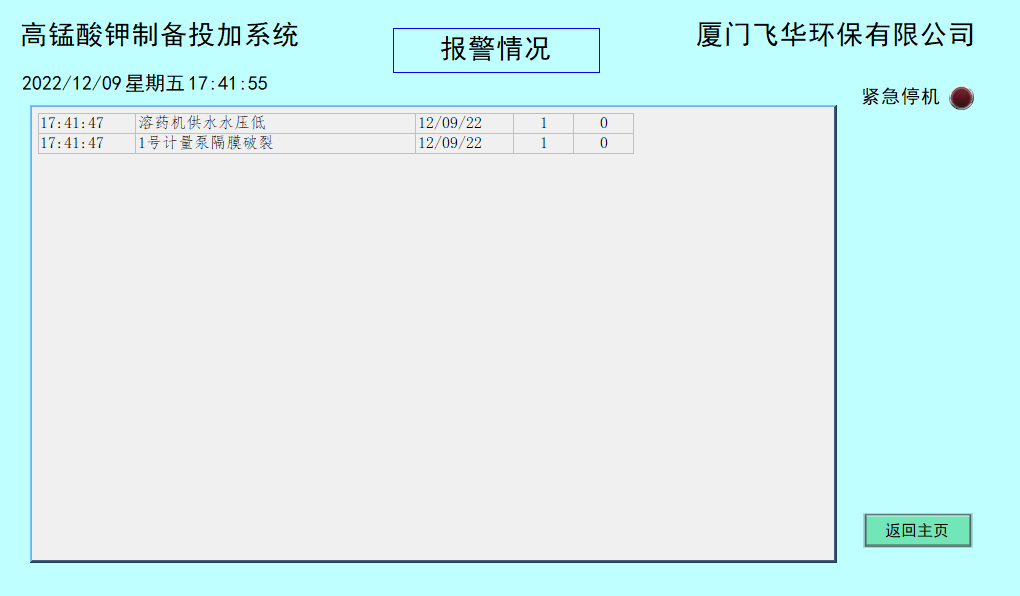 高锰酸钾制备投加系统
报警情况
厦门飞华环保有限公司
2022/12/09 星期五 17:41:55
紧急停机
17:41:47 溶药机供水水压低 12/09/22 1 0
17:41:47 1号计量泵隔膜破裂 12/09/22 1 0
返回主页